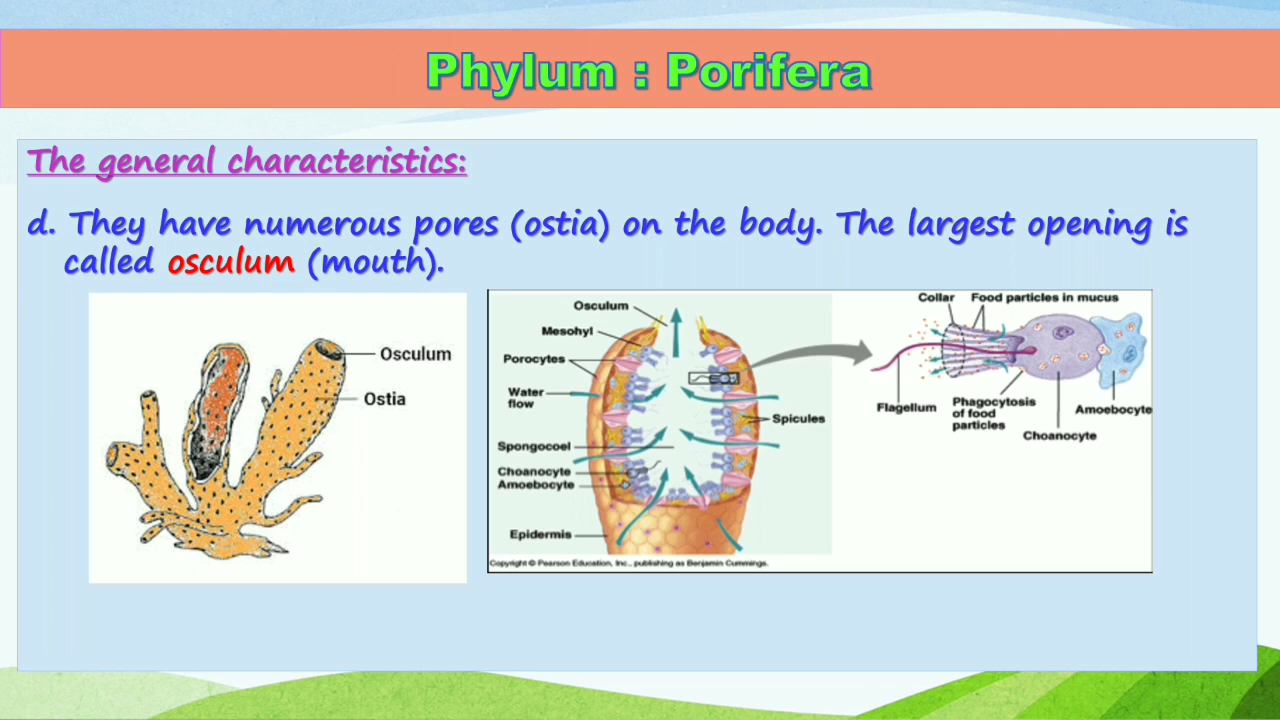 Phylum : Porifera
The general characteristics:
d. They have numerous pores (ostia) on the body. The largest opening is
called osculum (mouth).
Osculum
Ostia
Osculum
Mesohyl
Porocytes
Water
flow
Spongocoel
Choanocyte
Amoebocyte
Epidermis
Spicules
Collar
Food particles in mucus
Flagellum
Phagocytosis
of food
particles
Choanocyte
Amoebocyte
Copyright © Pearson Education, Inc., publishing as Benjamin Cummings.